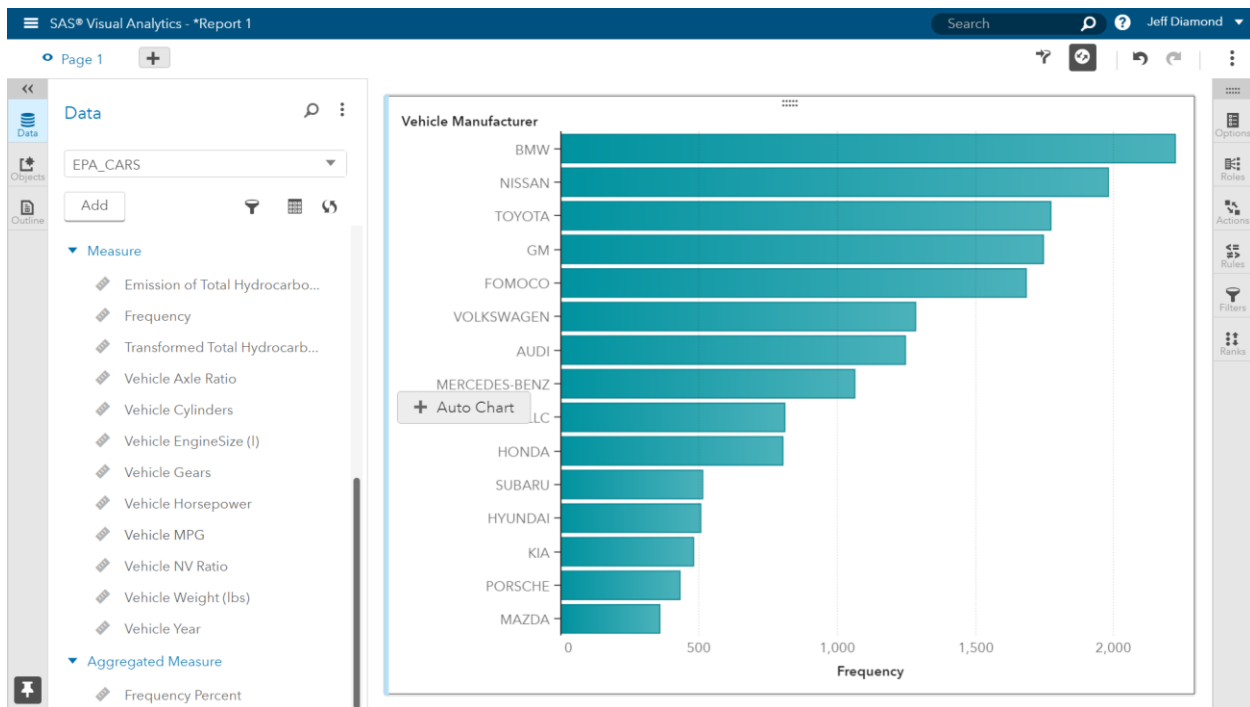 SAS® Visual Analytics - *Report 1
Search
Jeff Diamond
Page 1
Data
Objects
Outline
Data
EPA_CARS
Add
Measure
Emission of Total Hydrocarbo...
Frequency
Transformed Total Hydrocarb...
Vehicle Axle Ratio
Vehicle Cylinders
Vehicle EngineSize (l)
Vehicle Gears
Vehicle Horsepower
Vehicle MPG
Vehicle NV Ratio
Vehicle Weight (lbs)
Vehicle Year
Aggregated Measure
Frequency Percent
Vehicle Manufacturer
BMW
NISSAN
TOYOTA
GM
FOMOCO
VOLKSWAGEN
AUDI
MERCEDES-BENZ
Auto Chart
LLC
HONDA
SUBARU
HYUNDAI
KIA
PORSCHE
MAZDA
0 500 1,000 1,500 2,000
Frequency
Options
Roles
Actions
Rules
Filters
Ranks